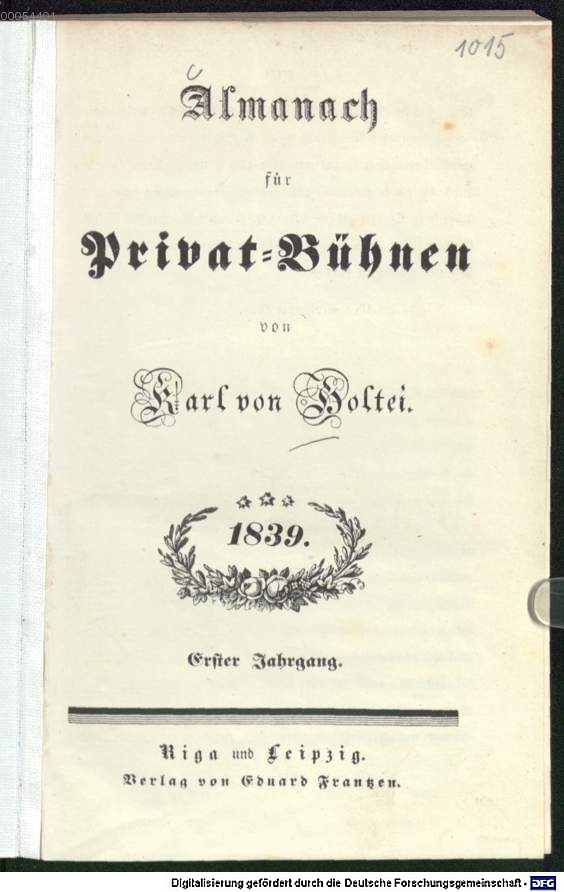 00054401
1015
Almanach
für
Privat-Bühnen
von
Karl von Holtei.
1839.
Erster Jahrgang.
Riga und Leipzig.
Verlag von Eduard Frantzen.
Digitalisierung gefördert durch die Deutsche Forschungsgemeinschaft - DFG